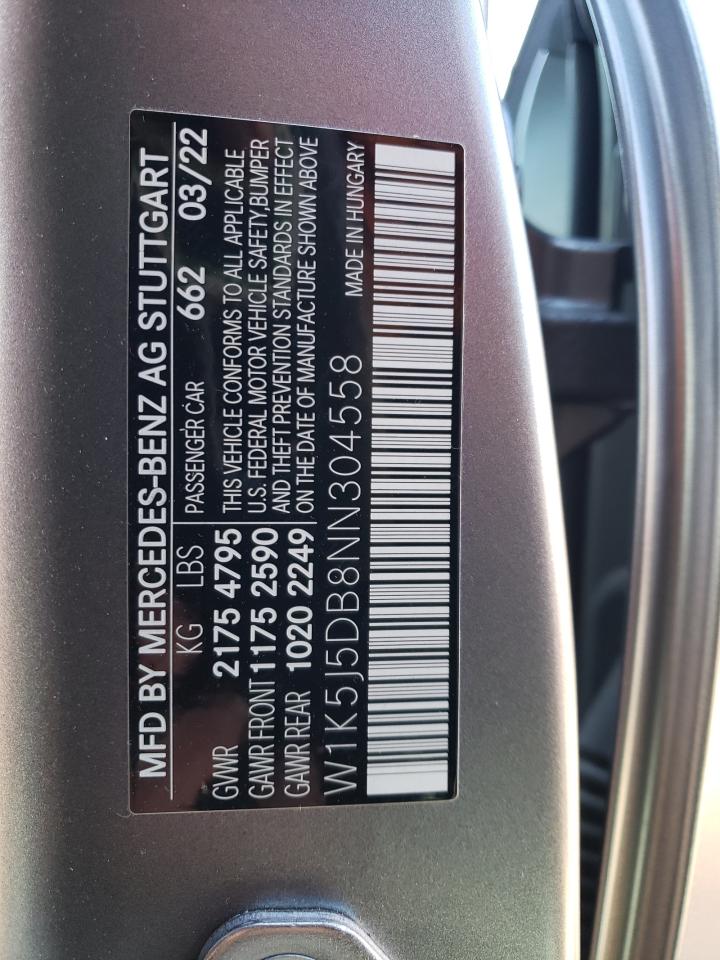 MFD BY MERCEDES-BENZ AG STUTTGART
KG LBS PASSENGER CAR 662 03/22
GVWR 2175 4795 THIS VEHICLE CONFORMS TO ALL APPLICABLE
GAWR FRONT 1175 2590 U.S. FEDERAL MOTOR VEHICLE SAFETY,BUMPER
GAWR REAR 1020 2249 AND THEFT PREVENTION STANDARDS IN EFFECT
ON THE DATE OF MANUFACTURE SHOWN ABOVE
W1K5J5DB8NN304558 MADE IN HUNGARY